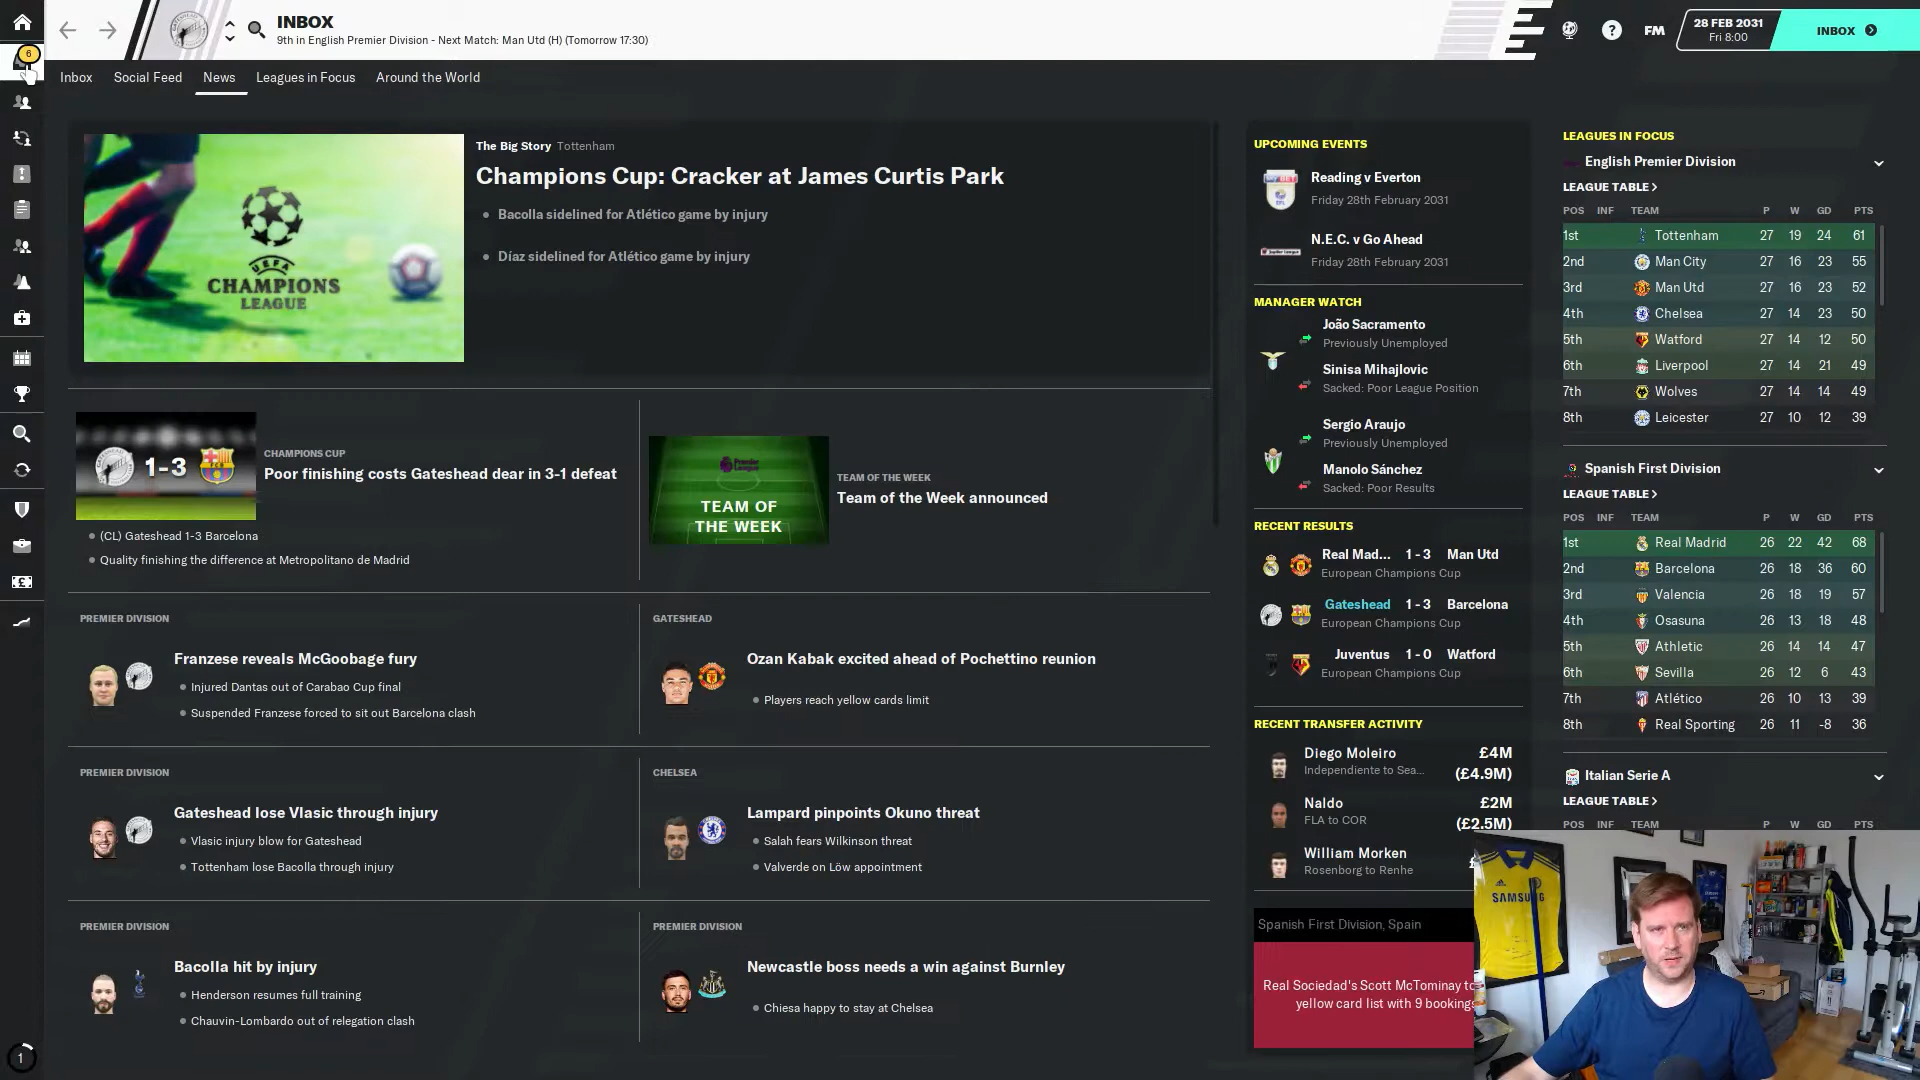 6
INBOX
9th in English Premier Division - Next Match: Man Utd (H) (Tomorrow 17:30)
?
FM
28 FEB 2031
Fri 8:00
INBOX
Inbox
Social Feed
News
Leagues in Focus
Around the World
UEFA
CHAMPIONS
LEAGUE
The Big Story Tottenham
Champions Cup: Cracker at James Curtis Park
Bacolla sidelined for Atlético game by injury
Díaz sidelined for Atlético game by injury
1-3
CHAMPIONS CUP
Poor finishing costs Gateshead dear in 3-1 defeat
(CL) Gateshead 1-3 Barcelona
Quality finishing the difference at Metropolitano de Madrid
Premier League
TEAM OF
THE WEEK
TEAM OF THE WEEK
Team of the Week announced
PREMIER DIVISION
Franzese reveals McGoobage fury
Injured Dantas out of Carabao Cup final
Suspended Franzese forced to sit out Barcelona clash
GATESHEAD
Ozan Kabak excited ahead of Pochettino reunion
Players reach yellow cards limit
PREMIER DIVISION
Gateshead lose Vlasic through injury
Vlasic injury blow for Gateshead
Tottenham lose Bacolla through injury
CHELSEA
Lampard pinpoints Okuno threat
Salah fears Wilkinson threat
Valverde on Löw appointment
PREMIER DIVISION
Bacolla hit by injury
Henderson resumes full training
Chauvin-Lombardo out of relegation clash
PREMIER DIVISION
Newcastle boss needs a win against Burnley
Chiesa happy to stay at Chelsea
1
UPCOMING EVENTS
Reading v Everton
Friday 28th February 2031
N.E.C. v Go Ahead
Friday 28th February 2031
MANAGER WATCH
João Sacramento
Previously Unemployed
Sinisa Mihajlovic
Sacked: Poor League Position
Sergio Araujo
Previously Unemployed
Manolo Sánchez
Sacked: Poor Results
RECENT RESULTS
Real Mad... 1 - 3 Man Utd
European Champions Cup
Gateshead 1 - 3 Barcelona
European Champions Cup
Juventus 1 - 0 Watford
European Champions Cup
RECENT TRANSFER ACTIVITY
Diego Moleiro £4M
Independiente to Sea... (£4.9M)
Naldo £2M
FLA to COR (£2.5M)
William Morken £
Rosenborg to Renhe
Spanish First Division, Spain
Real Sociedad's Scott McTominay to
yellow card list with 9 bookings
LEAGUES IN FOCUS
English Premier Division
LEAGUE TABLE >
POS INF TEAM P W GD PTS
1st Tottenham 27 19 24 61
2nd Man City 27 16 23 55
3rd Man Utd 27 16 23 52
4th Chelsea 27 14 23 50
5th Watford 27 14 12 50
6th Liverpool 27 14 21 49
7th Wolves 27 14 14 49
8th Leicester 27 10 12 39
Spanish First Division
LEAGUE TABLE >
POS INF TEAM P W GD PTS
1st Real Madrid 26 22 42 68
2nd Barcelona 26 18 36 60
3rd Valencia 26 18 19 57
4th Osasuna 26 13 18 48
5th Athletic 26 14 14 47
6th Sevilla 26 12 6 43
7th Atlético 26 10 13 39
8th Real Sporting 26 11 -8 36
Italian Serie A
LEAGUE TABLE >
POS INF TEAM P W GD PTS
SAMSUNG